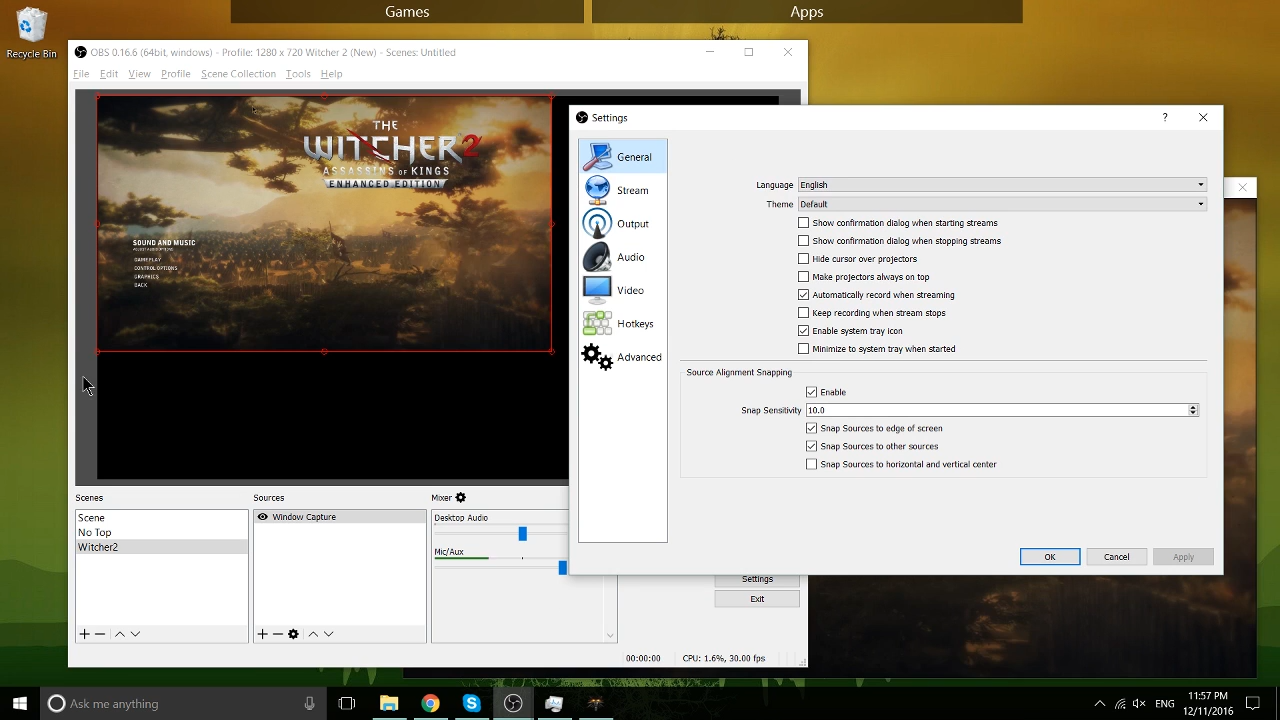 Games
Apps
Recycle Bin
OBS 0.16.6 (64bit, windows) - Profile: 1280 x 720 Witcher 2 (New) - Scenes: Untitled
File Edit View Profile Scene Collection Tools Help
THE
WITCHER 2
ASSASSINS OF KINGS
ENHANCED EDITION
SOUND AND MUSIC
ADJUST AUDIO OPTIONS
GAMEPLAY
CONTROL OPTIONS
GRAPHICS
BACK
Settings
?
General
Stream
Output
Audio
Video
Hotkeys
Advanced
Language English
Theme Default
Show confirmation dialog when starting streams
Show confirmation dialog when stopping streams
Hide cursor over projectors
Make projectors always on top
Automatically record when streaming
Keep recording when stream stops
Enable system tray icon
Minimize to system tray when started
Source Alignment Snapping
Enable
Snap Sensitivity 10.0
Snap Sources to edge of screen
Snap Sources to other sources
Snap Sources to horizontal and vertical center
OK Cancel Apply
Scenes
Scene
No Top
Witcher2
Sources
Window Capture
Mixer
Desktop Audio
Mic/Aux
Settings
Exit
00:00:00 CPU: 1.6%, 30.00 fps
Ask me anything
ENG
11:57 PM
12/11/2016